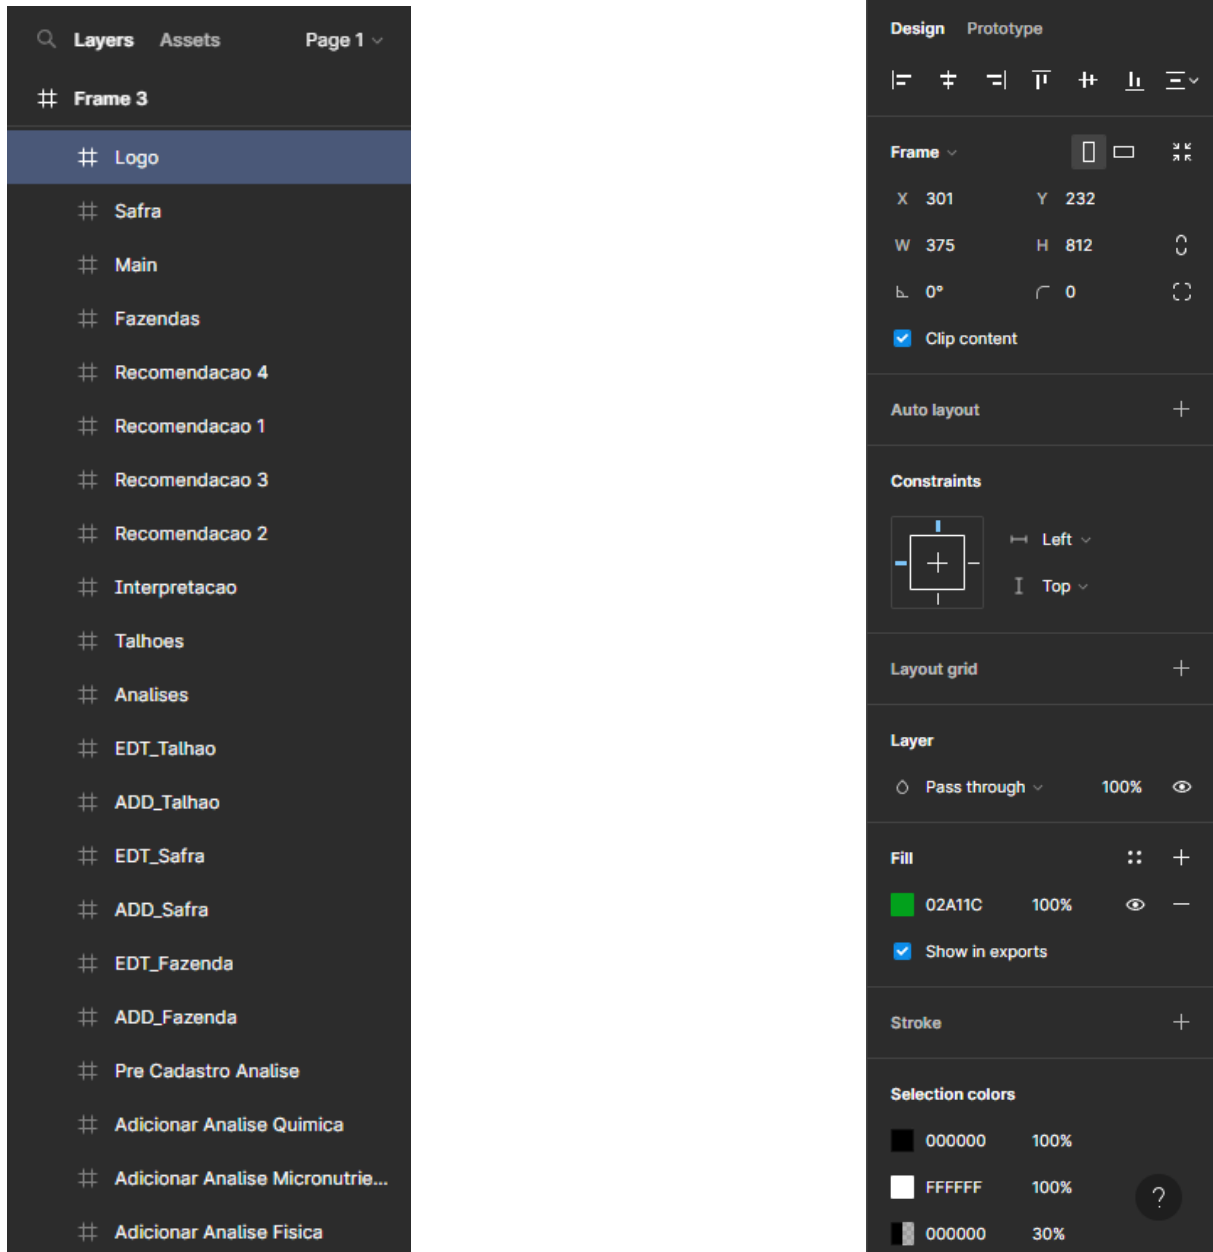 Layers Assets Page 1
Frame 3
Logo
Safra
Main
Fazendas
Recomendacao 4
Recomendacao 1
Recomendacao 3
Recomendacao 2
Interpretacao
Talhoes
Analises
EDT_Talhao
ADD_Talhao
EDT_Safra
ADD_Safra
EDT_Fazenda
ADD_Fazenda
Pre Cadastro Analise
Adicionar Analise Quimica
Adicionar Analise Micronutrie...
Adicionar Analise Fisica
Design Prototype
Frame
X 301 Y 232
W 375 H 812
0° 0
Clip content
Auto layout
Constraints
Left
Top
Layout grid
Layer
Pass through 100%
Fill
02A11C 100%
Show in exports
Stroke
Selection colors
000000 100%
FFFFFF 100%
?
000000 30%